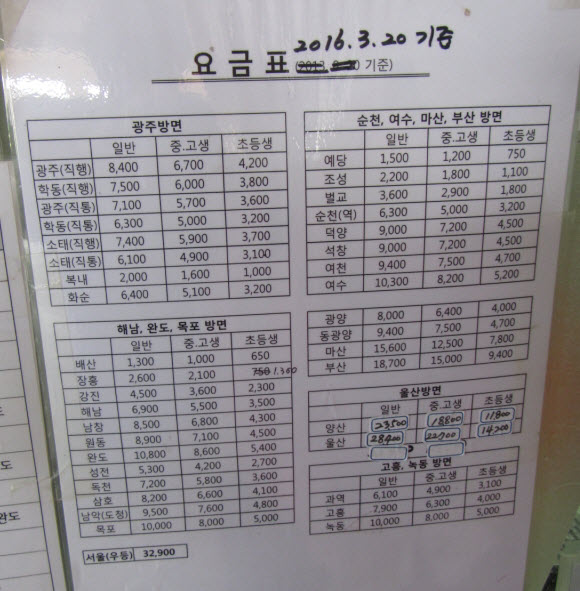 2016.3.20 기준
요금표 (2013. 기준)
광주방면
일반 중.고생 초등생
광주(직행) 8,400 6,700 4,200
학동(직행) 7,500 6,000 3,800
광주(직통) 7,100 5,700 3,600
학동(직통) 6,300 5,000 3,200
소태(직행) 7,400 5,900 3,700
소태(직통) 6,100 4,900 3,100
복내 2,000 1,600 1,000
화순 6,400 5,100 3,200
해남, 완도, 목포 방면
일반 중.고생 초등생
배산 1,300 1,000 650
장흥 2,600 2,100 750 1.300
강진 4,500 3,600 2,300
해남 6,900 5,500 3,500
남창 8,500 6,800 4,300
원동 8,900 7,100 4,500
완도 10,800 8,600 5,400
성전 5,300 4,200 2,700
독천 7,200 5,800 3,600
삼호 8,200 6,600 4,100
남악(도청) 9,500 7,600 4,800
목포 10,000 8,000 5,000
서울(우등) 32,900
순천, 여수, 마산, 부산 방면
일반 중.고생 초등생
예당 1,500 1,200 750
조성 2,200 1,800 1,100
벌교 3,600 2,900 1,800
순천(역) 6,300 5,000 3,200
덕양 9,000 7,200 4,500
석창 9,000 7,200 4,500
여천 9,400 7,500 4,700
여수 10,300 8,200 5,200
광양 8,000 6,400 4,000
동광양 9,400 7,500 4,700
마산 15,600 12,500 7,800
부산 18,700 15,000 9,400
울산방면
일반 중.고생 초등생
양산 23500 18800 11800
울산 28400 22700 14200
고흥, 녹동 방면
일반 중.고생 초등생
과역 6,100 4,900 3,100
고흥 7,900 6,300 4,000
녹동 10,000 8,000 5,000
완도